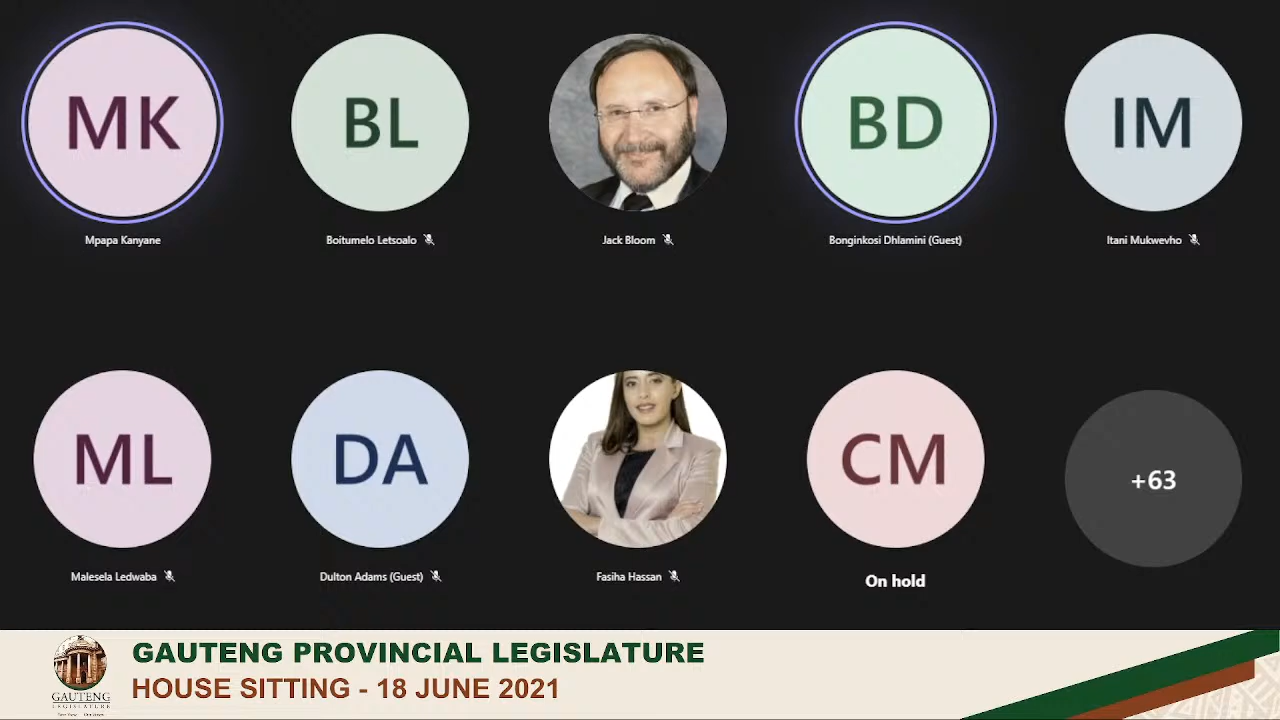 MK
BL
BD
IM
Mpapa Kanyane
Boitumelo Letsoalo
Jack Bloom
Bonginkosi Dhlamini (Guest)
Itani Mukwevho
ML
DA
CM
+63
Malesela Ledwaba
Dulton Adams (Guest)
Fasiha Hassan
On hold
GAUTENG PROVINCIAL LEGISLATURE
HOUSE SITTING - 18 JUNE 2021
GAUTENG
LEGISLATURE